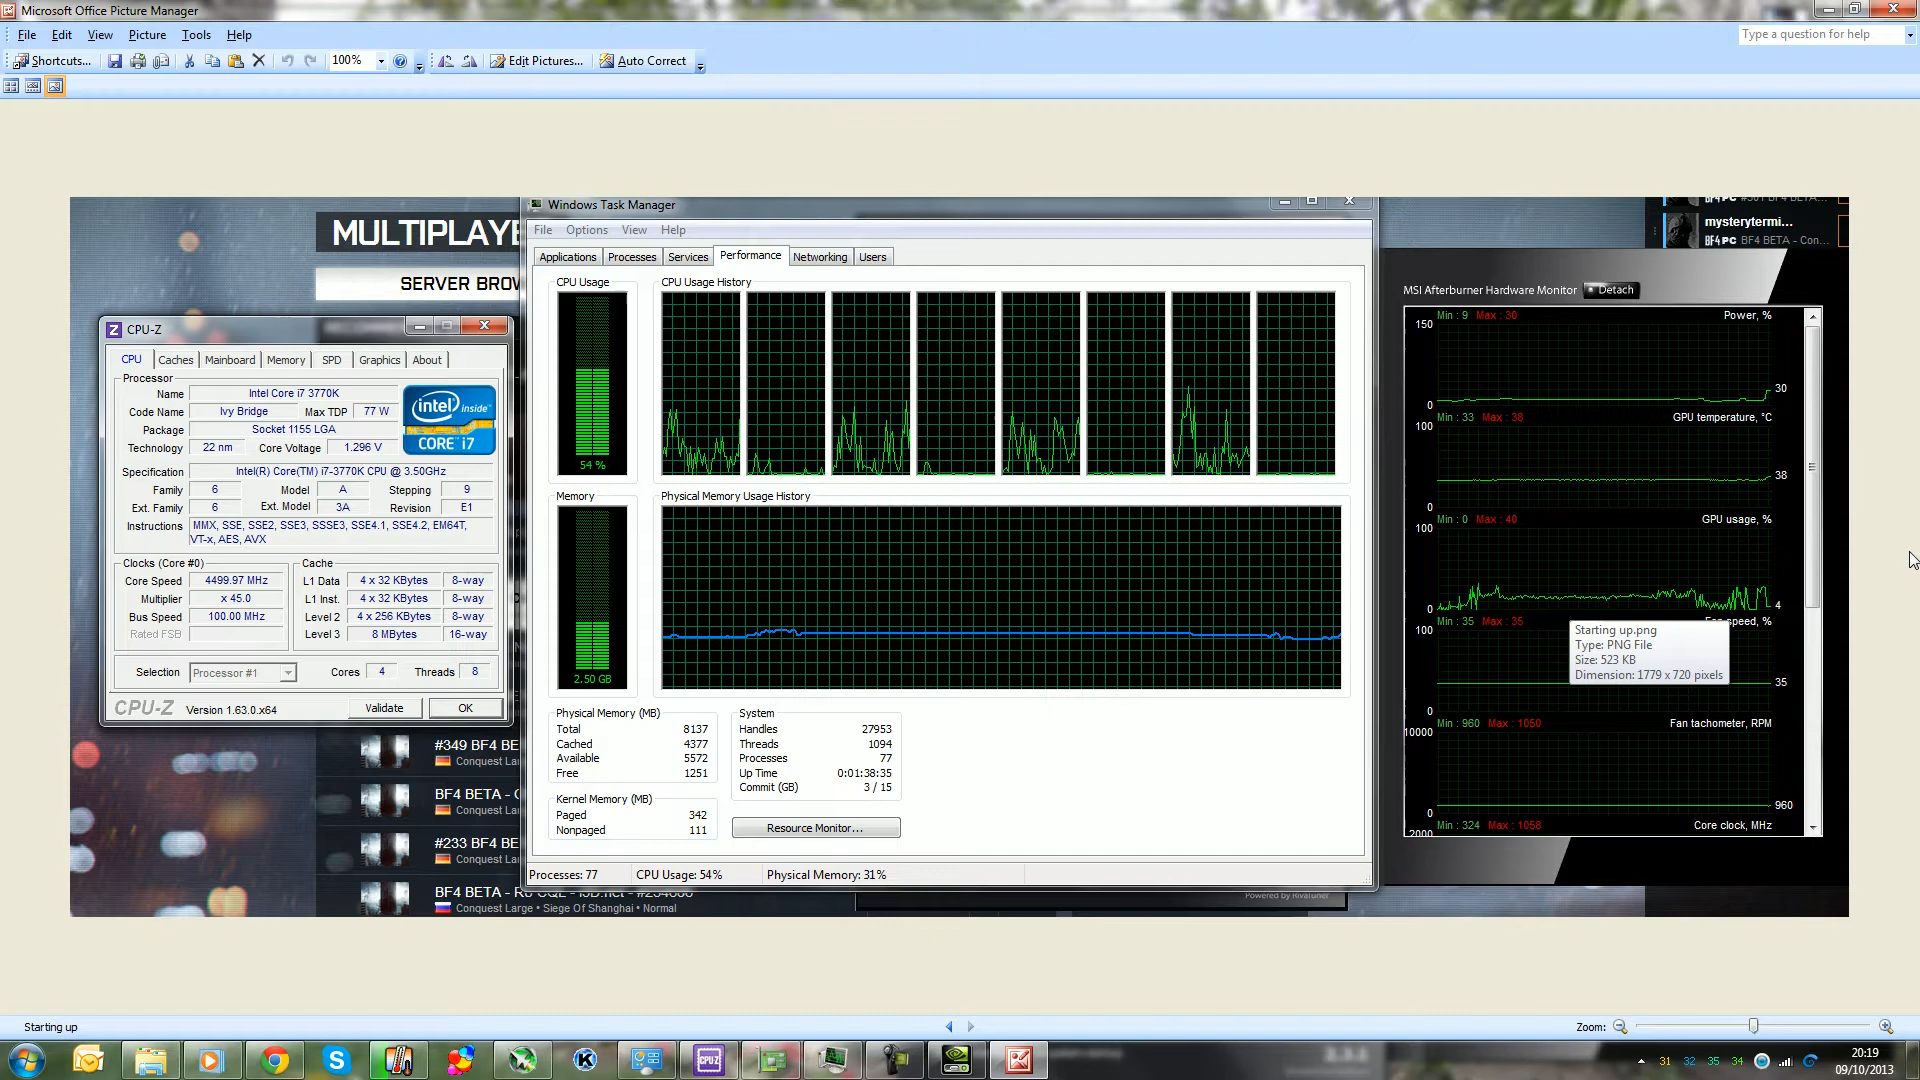 Microsoft Office Picture Manager
File Edit View Picture Tools Help
Type a question for help
Shortcuts... 100% Edit Pictures... Auto Correct
MULTIPLAYE
SERVER BROW
CPU-Z
CPU Caches Mainboard Memory SPD Graphics About
Processor
Name Intel Core i7 3770K
Code Name Ivy Bridge Max TDP 77 W
Package Socket 1155 LGA
Technology 22 nm Core Voltage 1.296 V
intel inside
CORE i7
Specification Intel(R) Core(TM) i7-3770K CPU @ 3.50GHz
Family 6 Model A Stepping 9
Ext. Family 6 Ext. Model 3A Revision E1
Instructions MMX, SSE, SSE2, SSE3, SSSE3, SSE4.1, SSE4.2, EM64T,
VT-x, AES, AVX
Clocks (Core #0)
Core Speed 4499.97 MHz
Multiplier x 45.0
Bus Speed 100.00 MHz
Rated FSB
Cache
L1 Data 4 x 32 KBytes 8-way
L1 Inst. 4 x 32 KBytes 8-way
Level 2 4 x 256 KBytes 8-way
Level 3 8 MBytes 16-way
Selection Processor #1 Cores 4 Threads 8
CPU-Z Version 1.63.0.x64 Validate OK
#349 BF4 BE
Conquest Lar
BF4 BETA - C
Conquest Lar
#233 BF4 BE
Conquest Lar
BF4 BETA - RU
Conquest Large • Siege Of Shanghai • Normal
Windows Task Manager
File Options View Help
Applications Processes Services Performance Networking Users
CPU Usage CPU Usage History
54 %
Memory Physical Memory Usage History
2.50 GB
Physical Memory (MB)
Total 8137
Cached 4377
Available 5572
Free 1251
Kernel Memory (MB)
Paged 342
Nonpaged 111
System
Handles 27953
Threads 1094
Processes 77
Up Time 0:01:38:35
Commit (GB) 3 / 15
Resource Monitor...
Processes: 77 CPU Usage: 54% Physical Memory: 31%
Powered by RivaTuner
mysterytermi...
BF4 PC BF4 BETA - Con...
MSI Afterburner Hardware Monitor Detach
Min : 9 Max : 30 Power, %
150
30
0
Min : 33 Max : 38 GPU temperature, °C
100
38
0
Min : 0 Max : 40 GPU usage, %
100
4
0
Min : 35 Max : 35 Fan speed, %
100
35
0
Min : 960 Max : 1050 Fan tachometer, RPM
10000
960
0
Min : 324 Max : 1058 Core clock, MHz
2000
Starting up.png
Type: PNG File
Size: 523 KB
Dimension: 1779 x 720 pixels
Starting up
Zoom:
CPUZ
31 32 35 34
20:19
09/10/2013